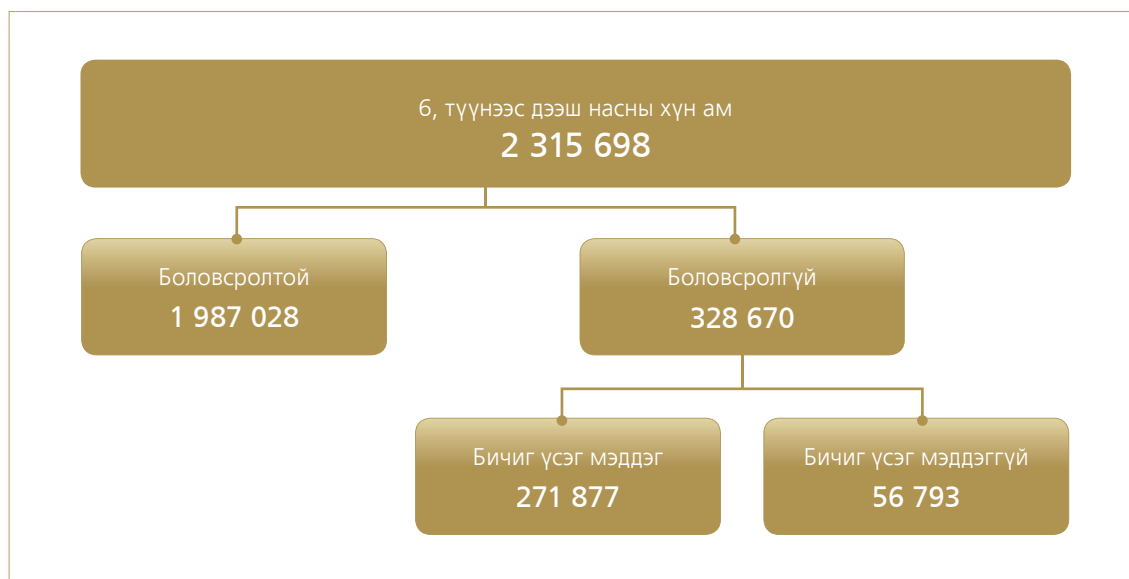 6, түүнээс дээш насны хүн ам
2 315 698
Боловсролтой
1 987 028
Боловсролгүй
328 670
Бичиг үсэг мэддэг
271 877
Бичиг үсэг мэддэггүй
56 793